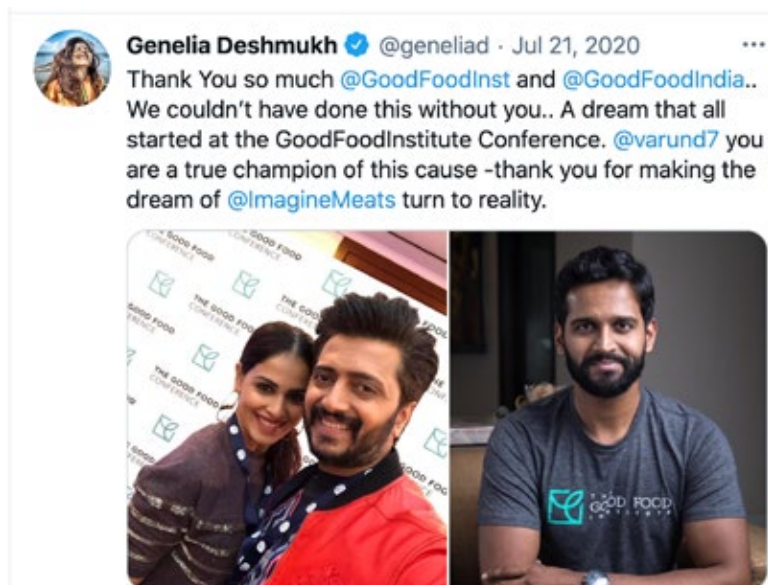 Genelia Deshmukh @geneliad · Jul 21, 2020 ...
Thank You so much @GoodFoodInst and @GoodFoodIndia..
We couldn't have done this without you.. A dream that all
started at the GoodFoodInstitute Conference. @varund7 you
are a true champion of this cause -thank you for making the
dream of @ImagineMeats turn to reality.
THE GOOD FOOD
CONFERENCE
GOOD FOOD
INSTITUTE